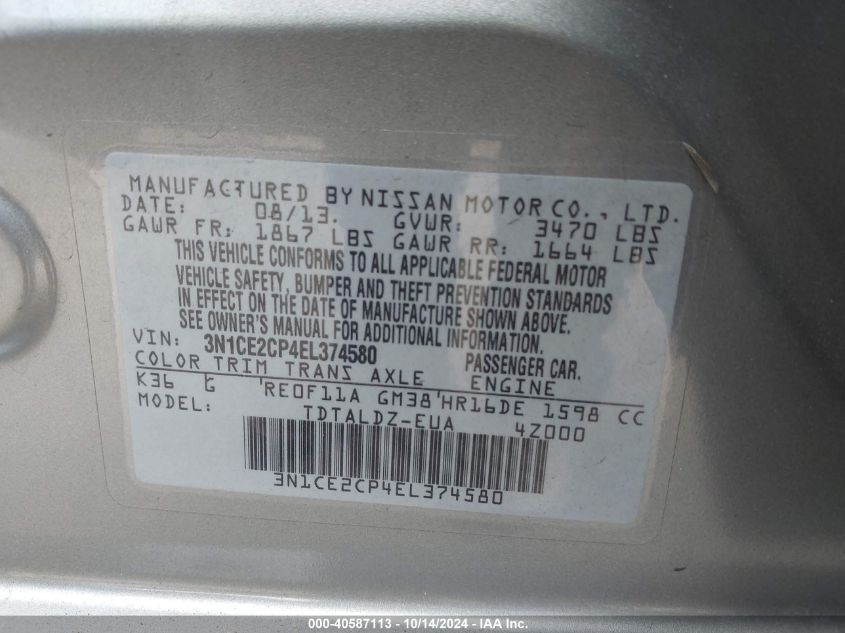 MANUFACTURED BY NISSAN MOTOR CO., LTD.
DATE: 08/13. GVWR: 3470 LBS
GAWR FR: 1867 LBS GAWR RR: 1664 LBS
THIS VEHICLE CONFORMS TO ALL APPLICABLE FEDERAL MOTOR
VEHICLE SAFETY, BUMPER AND THEFT PREVENTION STANDARDS
IN EFFECT ON THE DATE OF MANUFACTURE SHOWN ABOVE.
SEE OWNER'S MANUAL FOR ADDITIONAL INFORMATION.
VIN: 3N1CE2CP4EL374580 PASSENGER CAR.
COLOR TRIM TRANS AXLE ENGINE
K36 G RE0F11A GM38 HR16DE 1598 CC
MODEL: TDTALDZ-EUA 4Z000
3N1CE2CP4EL374580
000-40587113 - 10/14/2024 - IAA Inc.